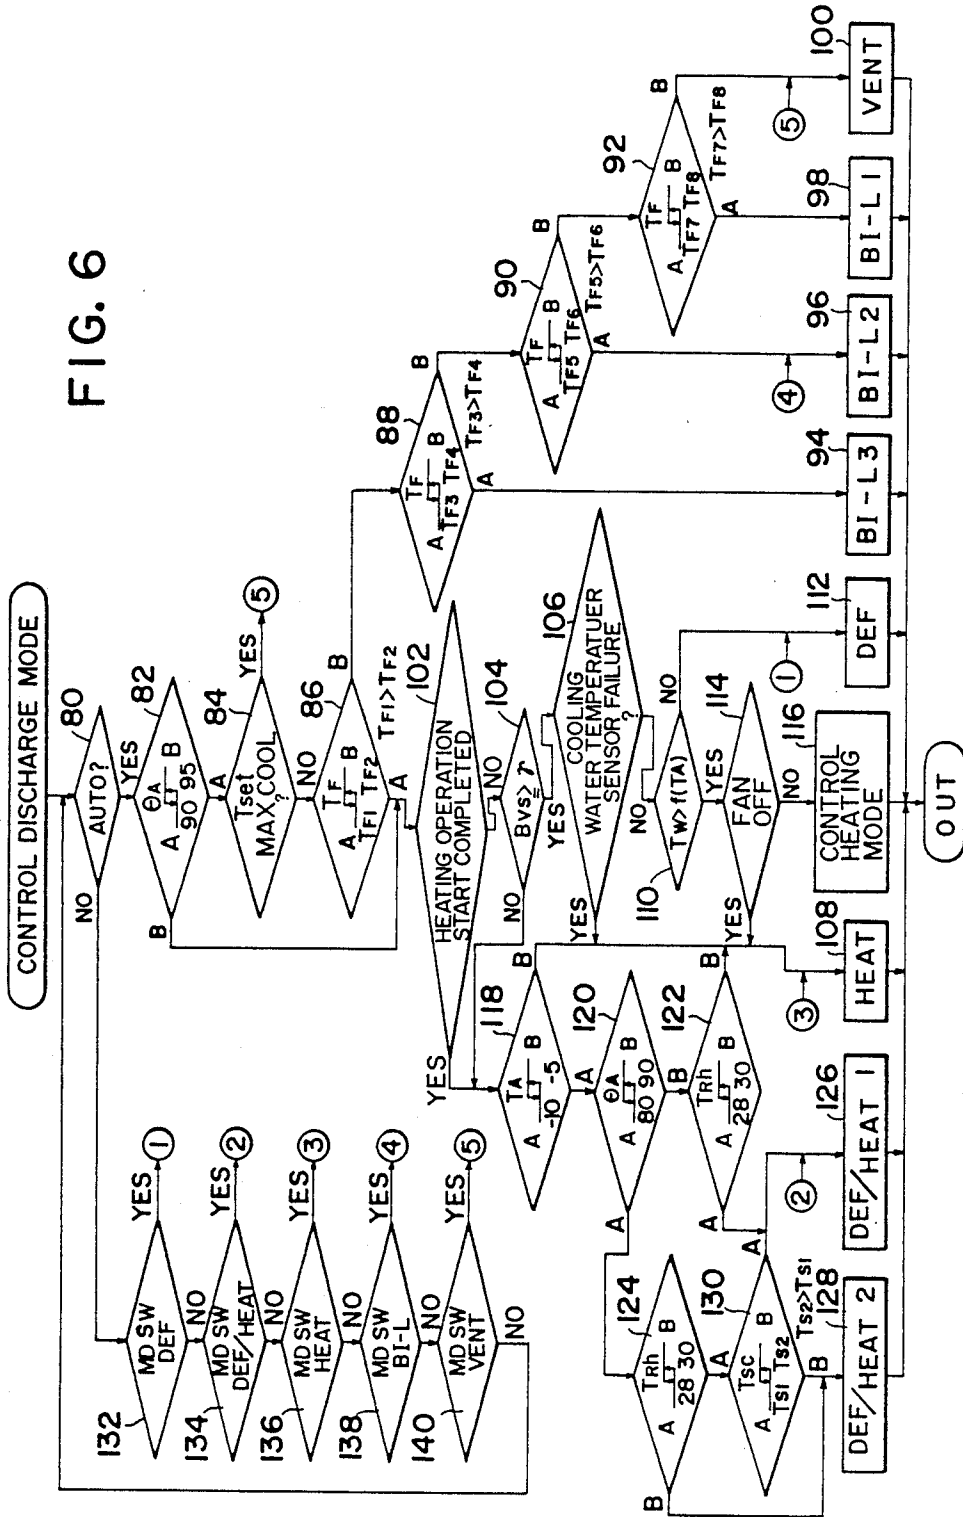 FIG. 6
CONTROL DISCHARGE MODE
80
AUTO?
NO
YES
82
θA
A B
90 95
B
A
84
Tset
MAX COOL
?
YES
5
NO
86
TF
A B
TF1 TF2
B
A
TF1>TF2
88
TF
A B
TF3 TF4
B
A
TF3>TF4
90
TF
A B
TF5 TF6
B
A
TF5>TF6
92
TF
A B
TF7 TF8
B
A
TF7>TF8
102
HEATING OPERATION
START COMPLETED
YES
NO
104
BVS≧γ
NO
YES
106
COOLING
WATER TEMPERATUER
SENSOR FAILURE
?
YES
NO
110
TW>f(TA)
NO
YES
114
FAN
OFF
YES
NO
118
TA
A B
-10 -5
B
A
120
θA
A B
80 90
A
B
122
TRh
A B
28 30
B
A
124
TRh
A B
28 30
B
A
130
TSC
A B
TS1 TS2
A
B
TS2>TS1
132
MD SW
DEF
YES
1
NO
134
MD SW
DEF/HEAT
YES
2
NO
136
MD SW
HEAT
YES
3
NO
138
MD SW
BI-L
YES
4
NO
140
MD SW
VENT
YES
5
NO
128
DEF/HEAT 2
2
126
DEF/HEAT 1
3
108
HEAT
116
CONTROL
HEATING
MODE
1
112
DEF
94
BI-L3
4
96
BI-L2
98
BI-L1
5
100
VENT
OUT